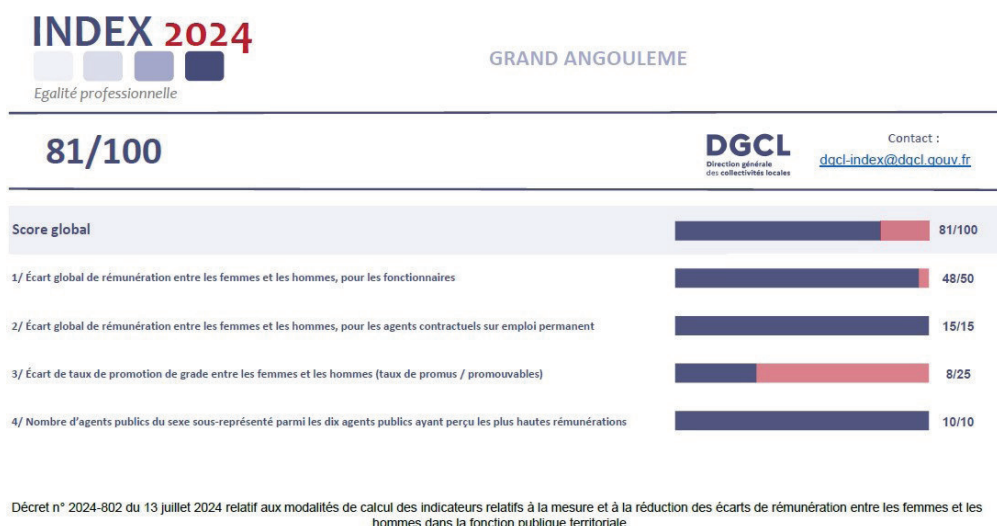 INDEX 2024
Egalité professionnelle
GRAND ANGOULEME
81/100
DGCL
Direction générale
des collectivités locales
Contact :
dgcl-index@dgcl.gouv.fr
Score global 81/100
1/ Écart global de rémunération entre les femmes et les hommes, pour les fonctionnaires 48/50
2/ Écart global de rémunération entre les femmes et les hommes, pour les agents contractuels sur emploi permanent 15/15
3/ Écart de taux de promotion de grade entre les femmes et les hommes (taux de promus / promouvables) 8/25
4/ Nombre d'agents publics du sexe sous-représenté parmi les dix agents publics ayant perçu les plus hautes rémunérations 10/10
Décret n° 2024-802 du 13 juillet 2024 relatif aux modalités de calcul des indicateurs relatifs à la mesure et à la réduction des écarts de rémunération entre les femmes et les
hommes dans la fonction publique territoriale